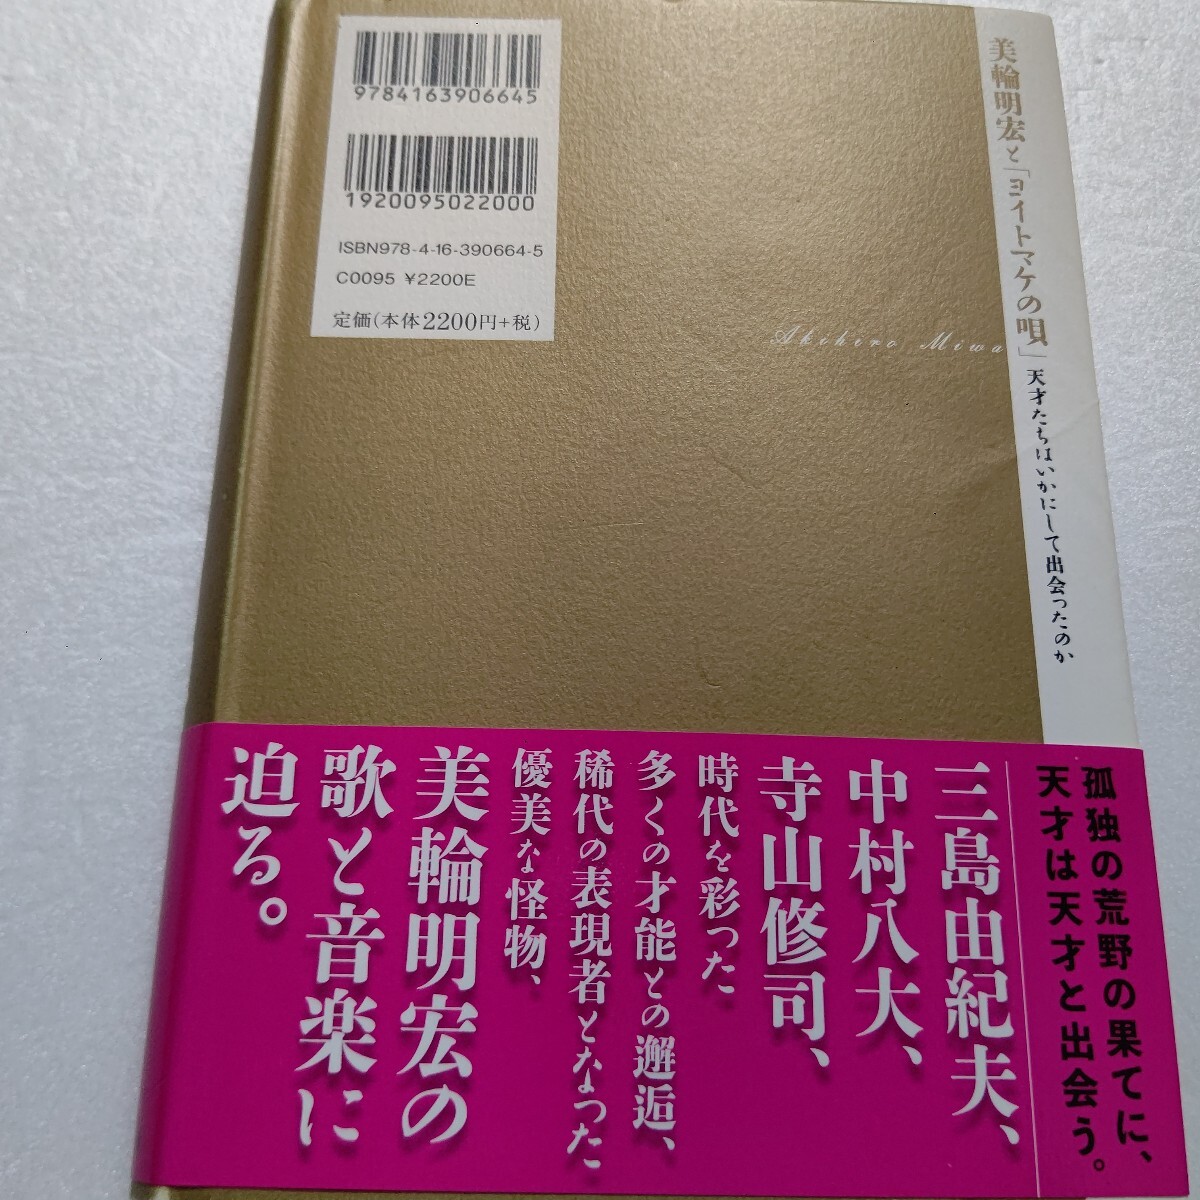 9784163906645
1920095022000
ISBN978-4-16-390664-5
C0095 ¥2200E
定価(本体2200円+税)
美輪明宏と「ヨイトマケの唄」
天才たちはいかにして出会ったのか
Akihiro Miwa
孤独の荒野の果てに、
天才は天才と出会う。
三島由紀夫、
中村八大、
寺山修司、
時代を彩った
多くの才能との邂逅、
稀代の表現者となった
優美な怪物、
美輪明宏の
歌と音楽に
迫る。